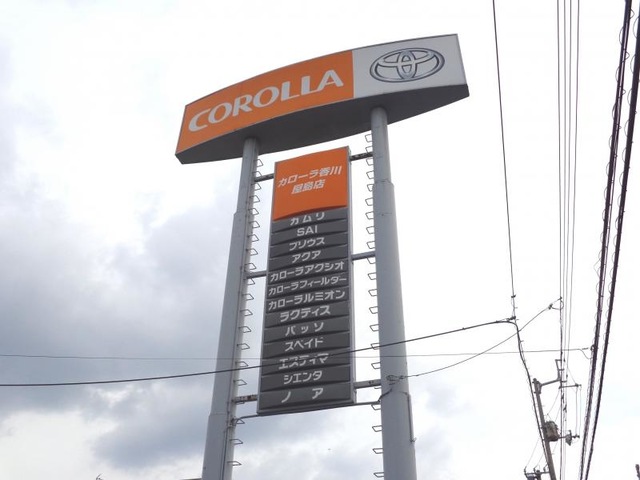 COROLLA
カローラ香川
屋島店
カムリ
SAI
プリウス
アクア
カローラアクシオ
カローラフィールダー
カローラルミオン
ラクティス
パッソ
スペイド
エスティマ
シエンタ
ノア